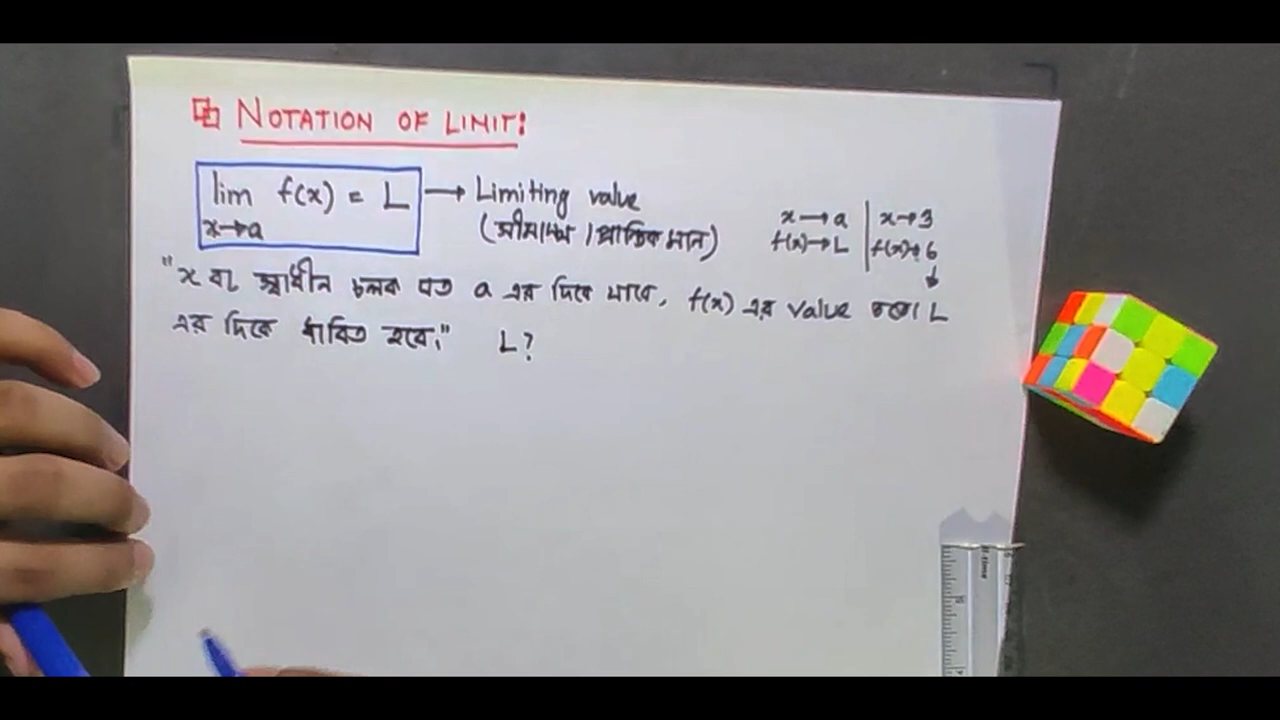 NOTATION OF LIMIT:
lim f(x) = L → Limiting value
x→a
(সীমাস্থ / প্রান্তিক মান)
x → a | x → 3
f(x) → L | f(x) → 6
"x বা স্বাধীন চলক যত a এর দিকে যাবে, f(x) এর value তত L
এর দিকে ধাবিত হবে।" L?